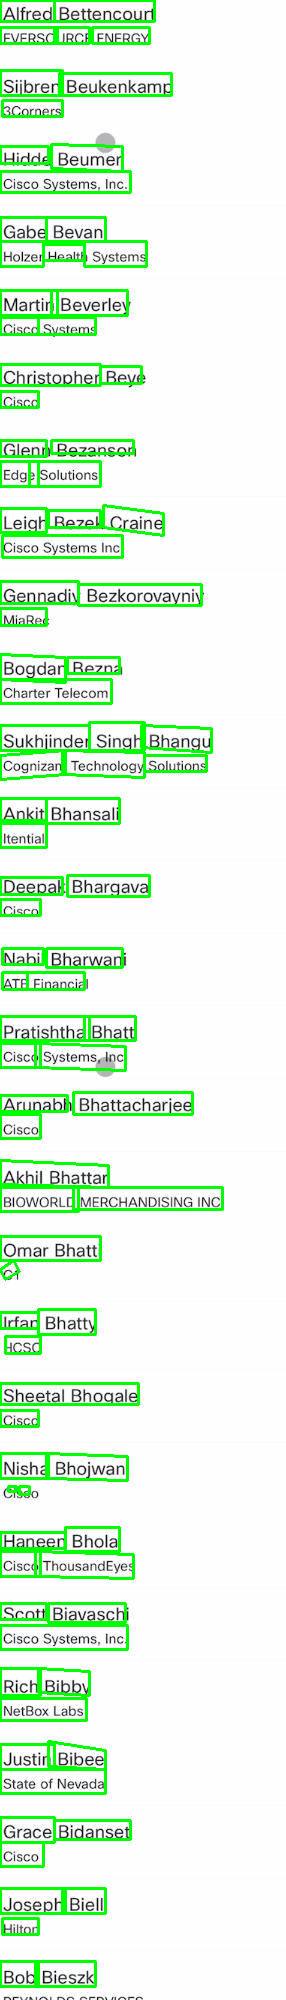 Alfred Bettencourt
EVERSOURCE ENERGY
Sijbren Beukenkamp
3Corners
Hidde Beumer
Cisco Systems, Inc.
Gabe Bevan
Holzer Health Systems
Martin Beverley
Cisco Systems
Christopher Beye
Cisco
Glenn Bezanson
Edge Solutions
Leigh Bezek Craine
Cisco Systems Inc
Gennadiy Bezkorovayniy
MiaRec
Bogdan Bezna
Charter Telecom
Sukhjinder Singh Bhangu
Cognizant Technology Solutions
Ankit Bhansali
Itential
Deepak Bhargava
Cisco
Nabil Bharwani
ATB Financial
Pratishtha Bhatt
Cisco Systems, Inc
Arunabh Bhattacharjee
Cisco
Akhil Bhattar
BIOWORLD MERCHANDISING INC
Omar Bhatti
C1
Irfan Bhatty
HCSC
Sheetal Bhogale
Cisco
Nisha Bhojwani
Cisco
Haneen Bhola
Cisco ThousandEyes
Scott Biavaschi
Cisco Systems, Inc.
Rich Bibby
NetBox Labs
Justin Bibee
State of Nevada
Grace Bidanset
Cisco
Joseph Biell
Hilton
Bob Bieszk
REYNOLDS SERVICES